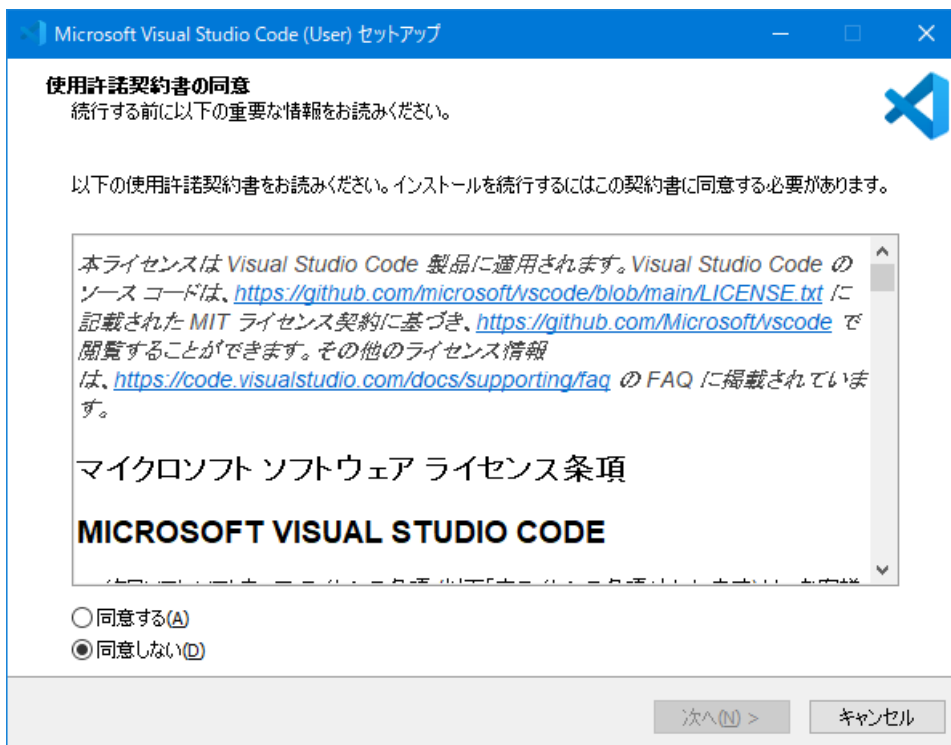 Microsoft Visual Studio Code (User) セットアップ
使用許諾契約書の同意
続行する前に以下の重要な情報をお読みください。
以下の使用許諾契約書をお読みください。インストールを続行するにはこの契約書に同意する必要があります。
本ライセンスは Visual Studio Code 製品に適用されます。Visual Studio Code の
ソース コードは、https://github.com/microsoft/vscode/blob/main/LICENSE.txt に
記載された MIT ライセンス契約に基づき、https://github.com/Microsoft/vscode で
閲覧することができます。その他のライセンス情報
は、https://code.visualstudio.com/docs/supporting/faq の FAQ に掲載されていま
す。
マイクロソフト ソフトウェア ライセンス条項
MICROSOFT VISUAL STUDIO CODE
同意する(A)
同意しない(D)
次へ(N) >
キャンセル